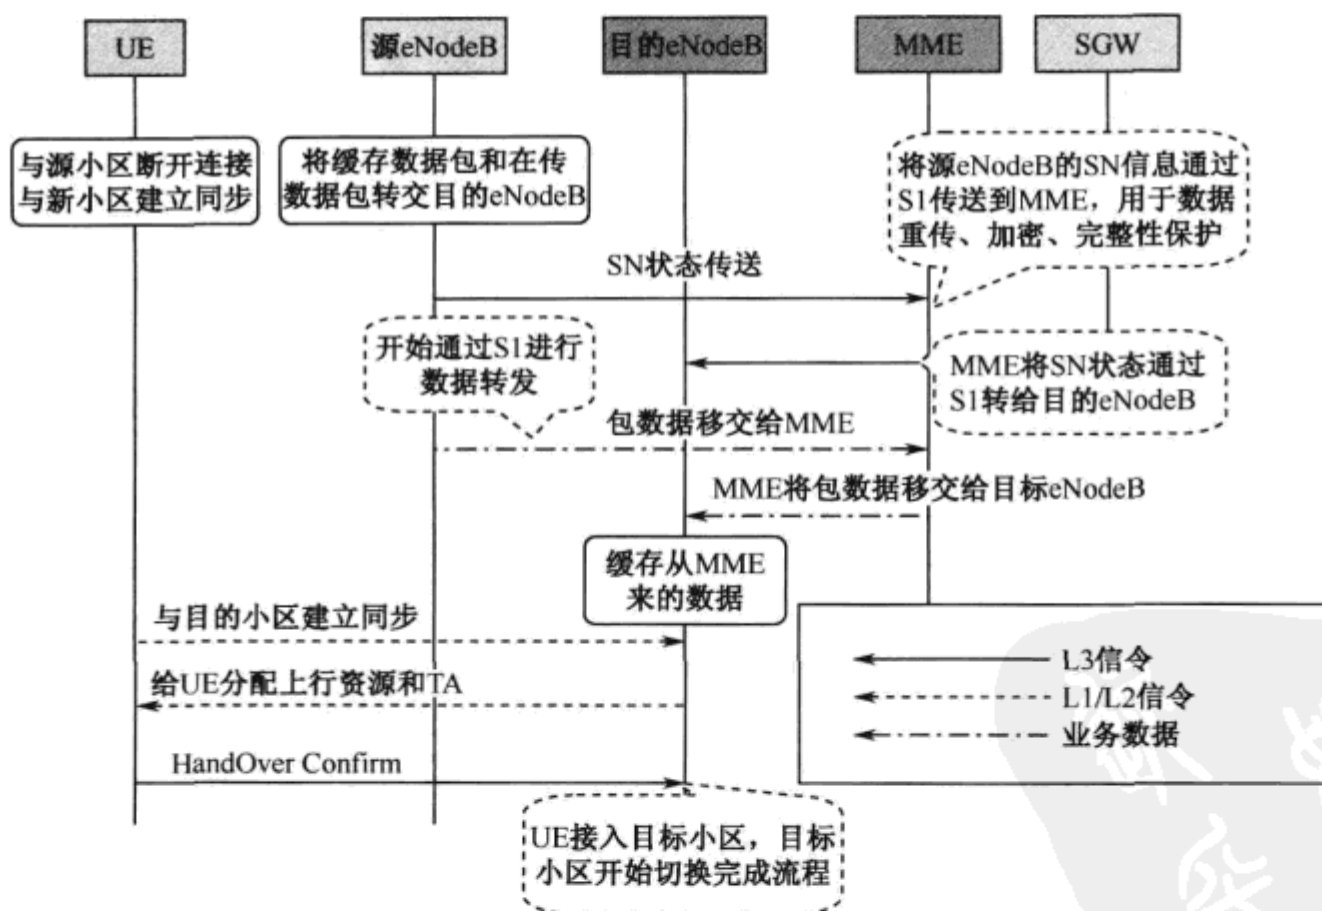 UE
源eNodeB
目的eNodeB
MME
SGW
与源小区断开连接
与新小区建立同步
将缓存数据包和在传
数据包转交目的eNodeB
将源eNodeB的SN信息通过
S1传送到MME，用于数据
重传、加密、完整性保护
SN状态传送
开始通过S1进行
数据转发
MME将SN状态通过
S1转给目的eNodeB
包数据移交给MME
MME将包数据移交给目标eNodeB
缓存从MME
来的数据
与目的小区建立同步
给UE分配上行资源和TA
HandOver Confirm
UE接入目标小区，目标
小区开始切换完成流程
L3信令
L1/L2信令
业务数据